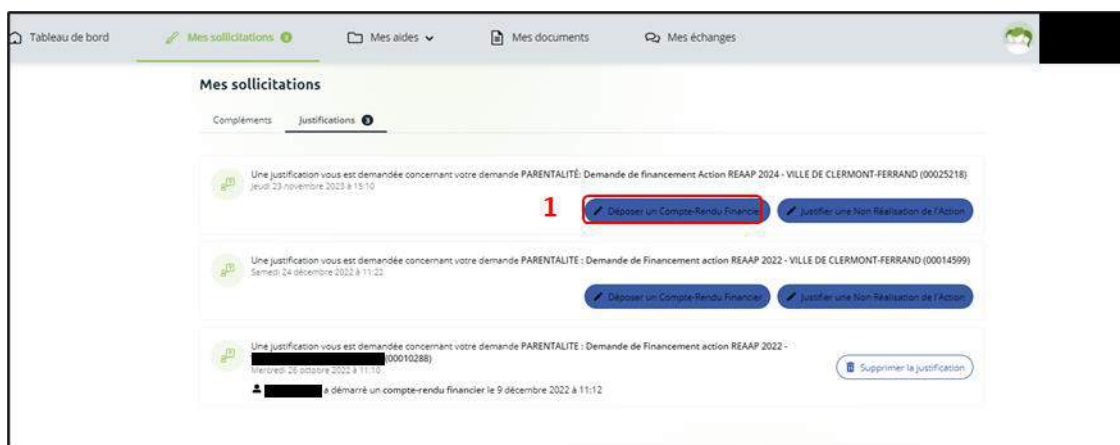 Tableau de bord Mes sollicitations 3 Mes aides Mes documents Mes échanges
Mes sollicitations
Compléments Justifications 3
Une justification vous est demandée concernant votre demande PARENTALITÉ: Demande de financement Action REAAP 2024 - VILLE DE CLERMONT-FERRAND (00025218)
Jeudi 23 novembre 2023 à 15:10
1 Déposer un Compte-Rendu Financier Justifier une Non Réalisation de l'Action
Une justification vous est demandée concernant votre demande PARENTALITE : Demande de Financement action REAAP 2022 - VILLE DE CLERMONT-FERRAND (00014599)
Samedi 24 décembre 2022 à 11:22
Déposer un Compte-Rendu Financier Justifier une Non Réalisation de l'Action
Une justification vous est demandée concernant votre demande PARENTALITE : Demande de Financement action REAAP 2022 -
(00010288)
Mercredi 26 octobre 2022 à 11:10
Supprimer la justification
a démarré un compte-rendu financier le 9 décembre 2022 à 11:12